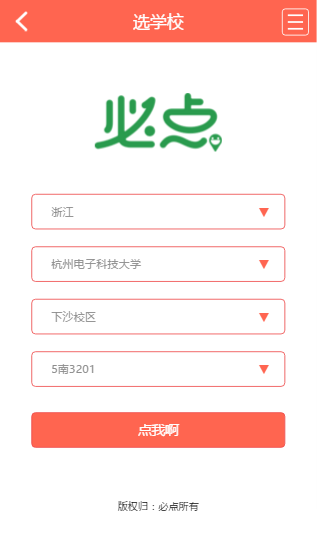 选学校
必点
浙江
杭州电子科技大学
下沙校区
5南3201
点我啊
版权归：必点所有